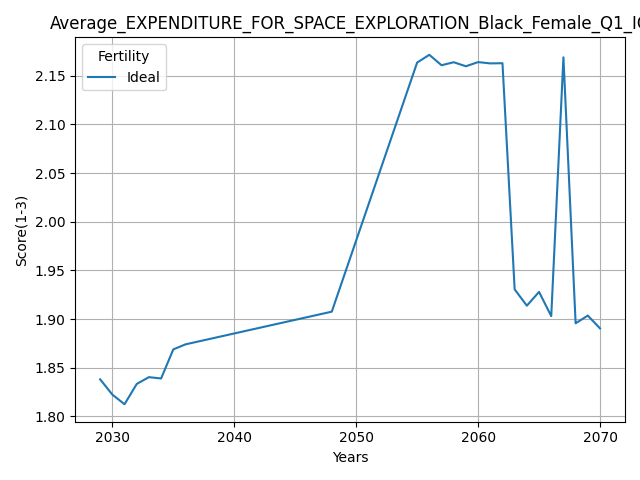 Average_EXPENDITURE_FOR_SPACE_EXPLORATION_Black_Female_Q1_IQ
Fertility
Ideal
2.15
2.10
2.05
2.00
1.95
1.90
1.85
1.80
Score(1-3)
2030 2040 2050 2060 2070
Years